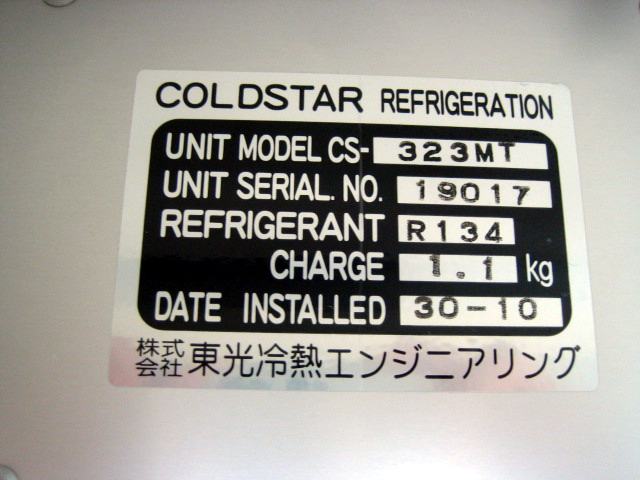 COLDSTAR REFRIGERATION
UNIT MODEL CS- 323MT
UNIT SERIAL. NO. 19017
REFRIGERANT R134
CHARGE 1.1 kg
DATE INSTALLED 30-10
株式会社 東光冷熱エンジニアリング